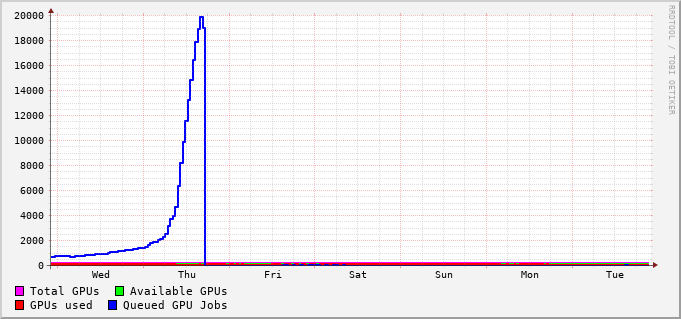 20000
18000
16000
14000
12000
10000
8000
6000
4000
2000
0
Wed Thu Fri Sat Sun Mon Tue
Total GPUs Available GPUs
GPUs used Queued GPU Jobs
RRDTOOL / TOBI OETIKER